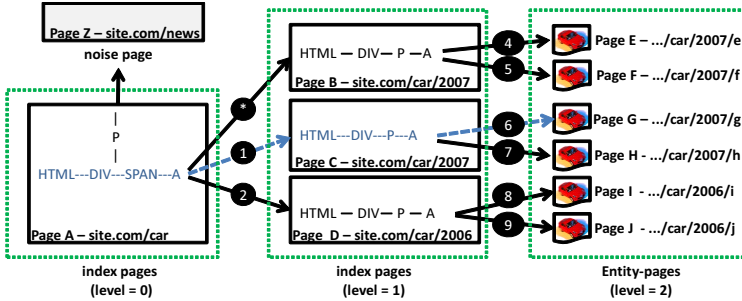 Page Z – site.com/news
noise page
|
P
|
HTML---DIV---SPAN---A
Page A – site.com/car
index pages
(level = 0)
*
1
2
HTML — DIV — P — A
Page B – site.com/car/2007
HTML---DIV---P---A
Page C – site.com/car/2007
HTML — DIV — P — A
Page D – site.com/car/2006
index pages
(level = 1)
4
5
6
7
8
9
Page E – .../car/2007/e
Page F – .../car/2007/f
Page G – .../car/2007/g
Page H - .../car/2007/h
Page I - .../car/2006/i
Page J - .../car/2006/j
Entity-pages
(level = 2)